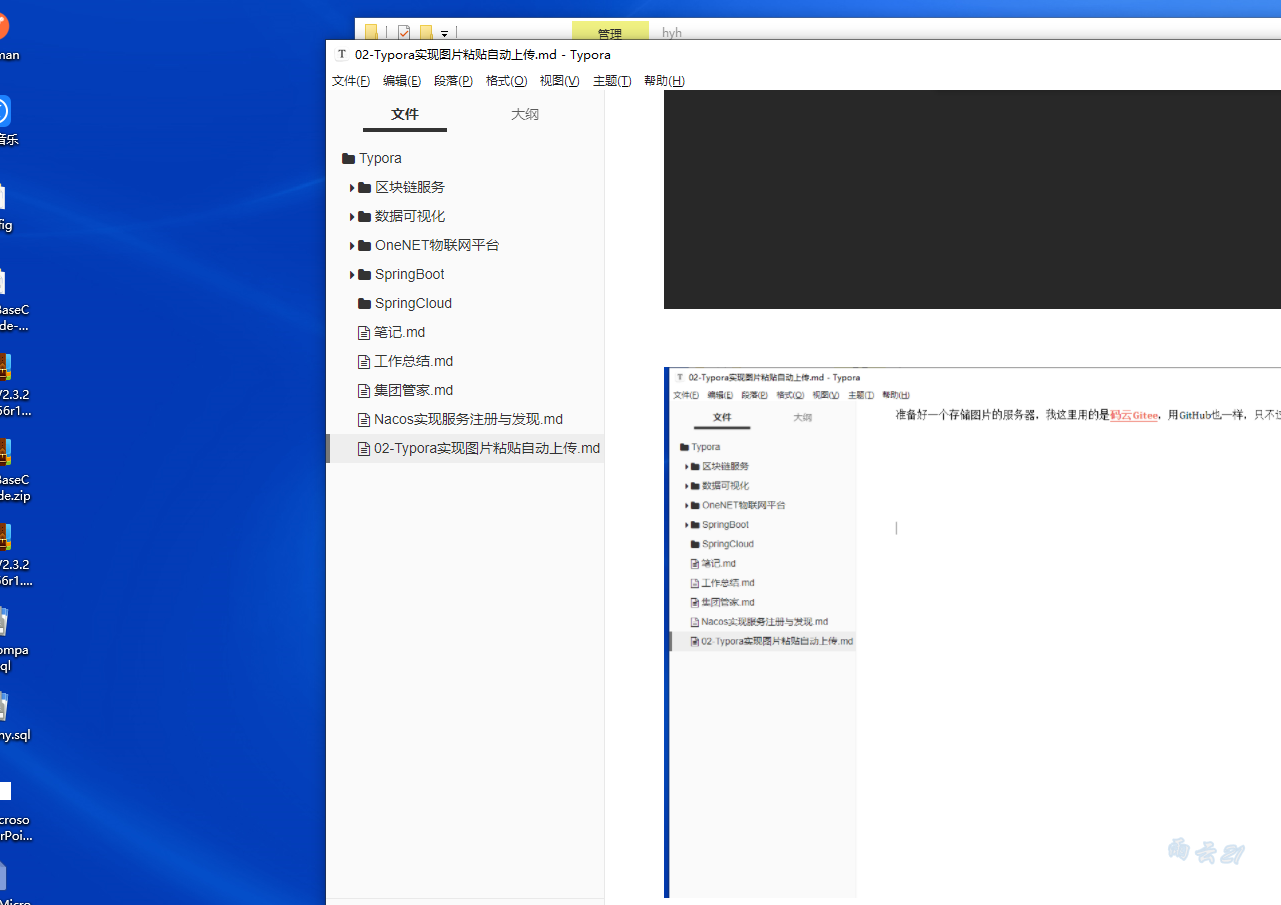 man
音乐
fig
BaseC
de-...
V2.3.2
56r1...
BaseC
de.zip
V2.3.2
56r1....
ompa
ql
ny.sql
croso
rPoi...
Micro
管理
hyh
T 02-Typora实现图片粘贴自动上传.md - Typora
文件(F) 编辑(E) 段落(P) 格式(O) 视图(V) 主题(T) 帮助(H)
文件 大纲
Typora
区块链服务
数据可视化
OneNET物联网平台
SpringBoot
SpringCloud
笔记.md
工作总结.md
集团管家.md
Nacos实现服务注册与发现.md
02-Typora实现图片粘贴自动上传.md
T 02-Typora实现图片粘贴自动上传.md - Typora
文件(F) 编辑(E) 段落(P) 格式(O) 视图(V) 主题(T) 帮助(H)
文件 大纲
准备好一个存储图片的服务器，我这里用的是码云Gitee，用GitHub也一样，只不过
Typora
区块链服务
数据可视化
OneNET物联网平台
SpringBoot
SpringCloud
笔记.md
工作总结.md
集团管家.md
Nacos实现服务注册与发现.md
02-Typora实现图片粘贴自动上传.md
雨云21